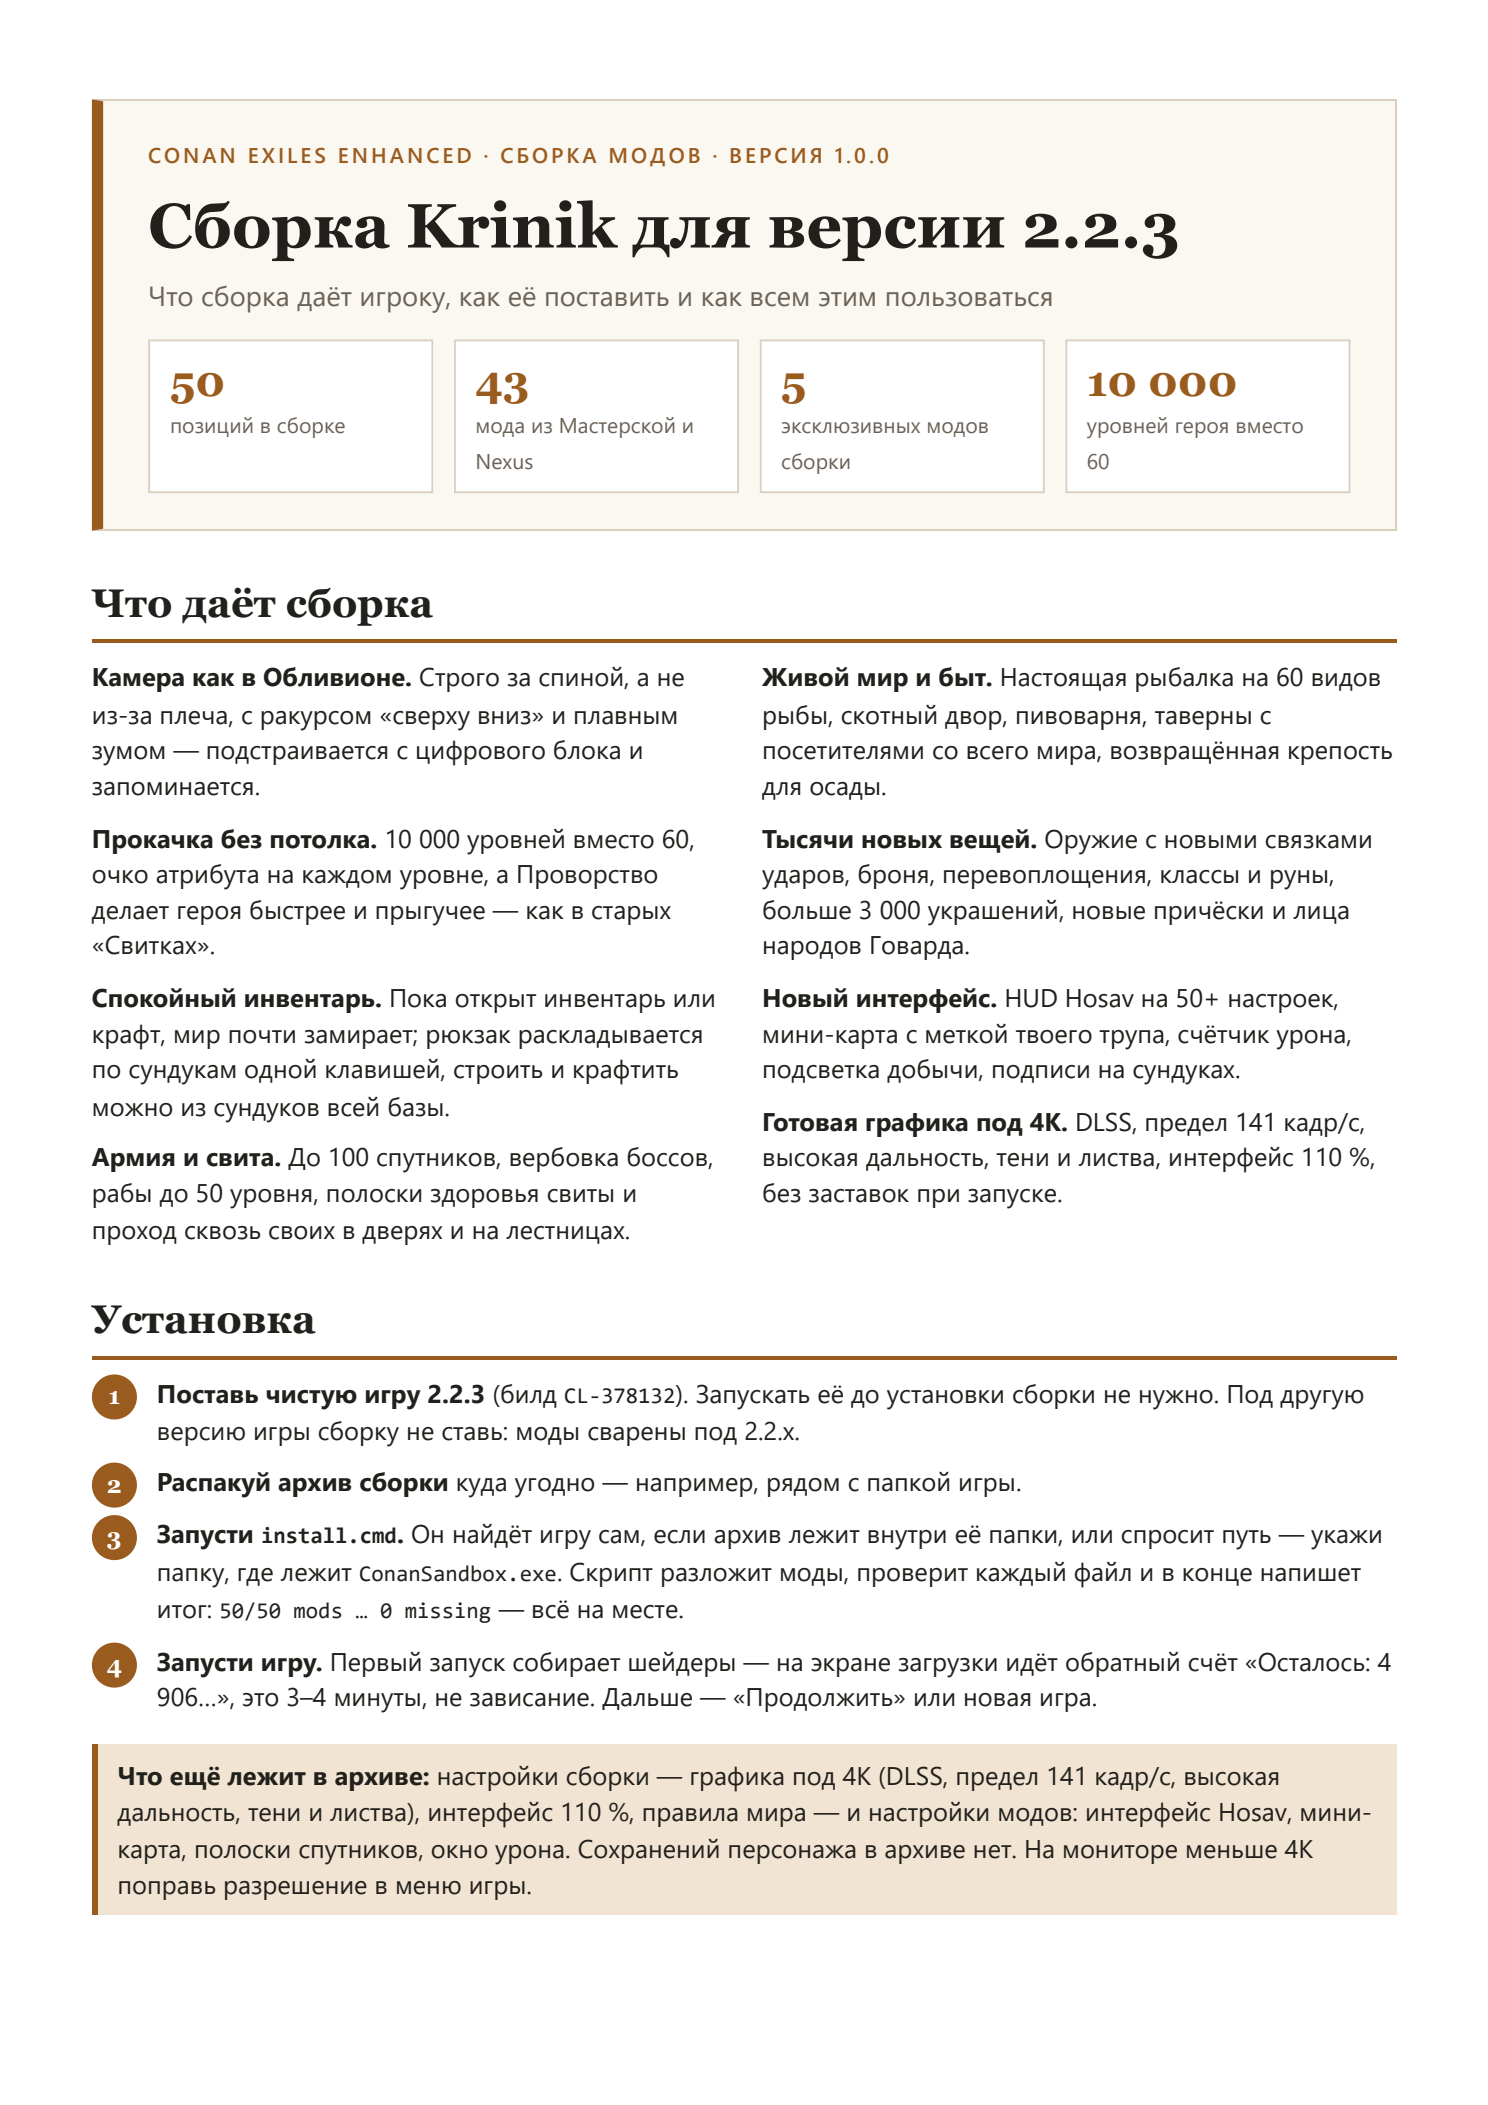 CONAN EXILES ENHANCED · СБОРКА МОДОВ · ВЕРСИЯ 1.0.0
Сборка Krinik для версии 2.2.3
Что сборка даёт игроку, как её поставить и как всем этим пользоваться
50
позиций в сборке
43
мода из Мастерской и
Nexus
5
эксклюзивных модов
сборки
10 000
уровней героя вместо
60
Что даёт сборка
Камера как в Обливионе. Строго за спиной, а не
из-за плеча, с ракурсом «сверху вниз» и плавным
зумом — подстраивается с цифрового блока и
запоминается.
Прокачка без потолка. 10 000 уровней вместо 60,
очко атрибута на каждом уровне, а Проворство
делает героя быстрее и прыгучее — как в старых
«Свитках».
Спокойный инвентарь. Пока открыт инвентарь или
крафт, мир почти замирает; рюкзак раскладывается
по сундукам одной клавишей, строить и крафтить
можно из сундуков всей базы.
Армия и свита. До 100 спутников, вербовка боссов,
рабы до 50 уровня, полоски здоровья свиты и
проход сквозь своих в дверях и на лестницах.
Живой мир и быт. Настоящая рыбалка на 60 видов
рыбы, скотный двор, пивоварня, таверны с
посетителями со всего мира, возвращённая крепость
для осады.
Тысячи новых вещей. Оружие с новыми связками
ударов, броня, перевоплощения, классы и руны,
больше 3 000 украшений, новые причёски и лица
народов Говарда.
Новый интерфейс. HUD Hosav на 50+ настроек,
мини-карта с меткой твоего трупа, счётчик урона,
подсветка добычи, подписи на сундуках.
Готовая графика под 4K. DLSS, предел 141 кадр/с,
высокая дальность, тени и листва, интерфейс 110 %,
без заставок при запуске.
Установка
1 Поставь чистую игру 2.2.3 (билд CL-378132). Запускать её до установки сборки не нужно. Под другую
версию игры сборку не ставь: моды сварены под 2.2.x.
2 Распакуй архив сборки куда угодно — например, рядом с папкой игры.
3 Запусти install.cmd. Он найдёт игру сам, если архив лежит внутри её папки, или спросит путь — укажи
папку, где лежит ConanSandbox.exe. Скрипт разложит моды, проверит каждый файл и в конце напишет
итог: 50/50 mods … 0 missing — всё на месте.
4 Запусти игру. Первый запуск собирает шейдеры — на экране загрузки идёт обратный счёт «Осталось: 4
906…», это 3–4 минуты, не зависание. Дальше — «Продолжить» или новая игра.
Что ещё лежит в архиве: настройки сборки — графика под 4K (DLSS, предел 141 кадр/с, высокая
дальность, тени и листва), интерфейс 110 %, правила мира — и настройки модов: интерфейс Hosav, мини-
карта, полоски спутников, окно урона. Сохранений персонажа в архиве нет. На мониторе меньше 4K
поправь разрешение в меню игры.